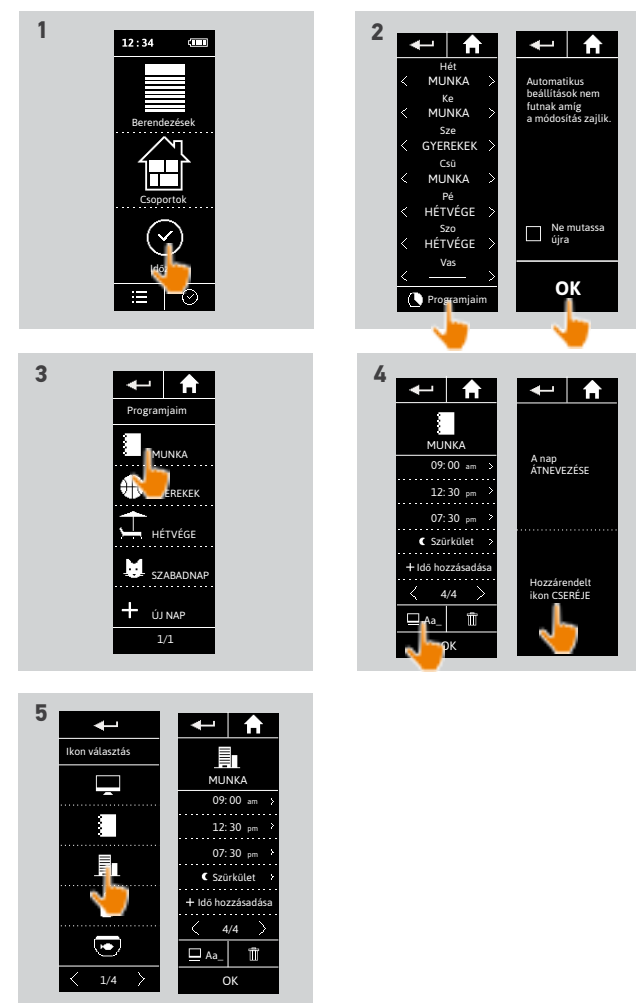 1
12:34
Berendezések
Csoportok
2
Hét
< MUNKA >
Ke
< MUNKA >
Sze
< GYEREKEK >
Csü
< MUNKA >
Pé
< HÉTVÉGE >
Szo
< HÉTVÉGE >
Vas
Programjaim
Automatikus
beállítások nem
futnak amíg
a módosítás zajlik.
Ne mutassa
újra
OK
3
Programjaim
MUNKA
HÉTVÉGE
SZABADNAP
+ ÚJ NAP
1/1
4
MUNKA
09:00 am >
12:30 pm >
07:30 pm >
Szürkület >
+ Idő hozzásadása
< 4/4 >
Aa_
OK
A nap
ÁTNEVEZÉSE
Hozzárendelt
ikon CSERÉJE
5
Ikon választás
< 1/4 >
MUNKA
09:00 am >
12:30 pm >
07:30 pm >
Szürkület >
+ Idő hozzásadása
< 4/4 >
Aa_
OK